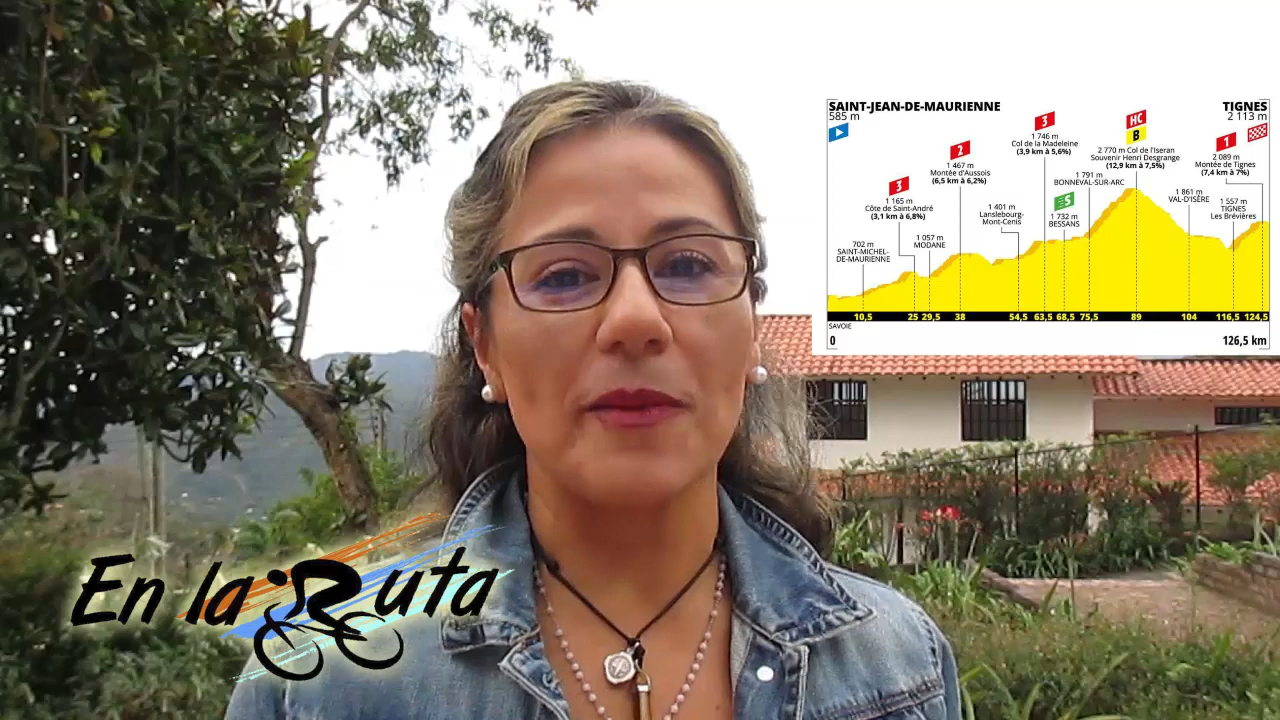 SAINT-JEAN-DE-MAURIENNE
585 m
TIGNES
2 113 m
HC
B
2 770 m Col de l'Iseran
Souvenir Henri Desgrange
(12,9 km à 7,5%)
3
1 746 m
Col de la Madeleine
(3,9 km à 5,6%)
2
1 467 m
Montée d'Aussois
(6,5 km à 6,2%)
1
2 089 m
Montée de Tignes
(7,4 km à 7%)
3
1 165 m
Côte de Saint-André
(3,1 km à 6,8%)
1 791 m
BONNEVAL-SUR-ARC
1 861 m
VAL-D'ISÈRE
S
1 732 m
BESSANS
1 401 m
Lanslebourg-
Mont-Cenis
1 557 m
TIGNES
Les Brévières
1 057 m
MODANE
702 m
SAINT-MICHEL-
DE-MAURIENNE
10,5 25 29,5 38 54,5 63,5 68,5 75,5 89 104 116,5 124,5
SAVOIE
0 126,5 km
En la Ruta